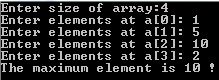 Enter size of array:4
Enter elements at a[0]: 1
Enter elements at a[1]: 5
Enter elements at a[2]: 10
Enter elements at a[3]: 2
The maximum element is 10 !